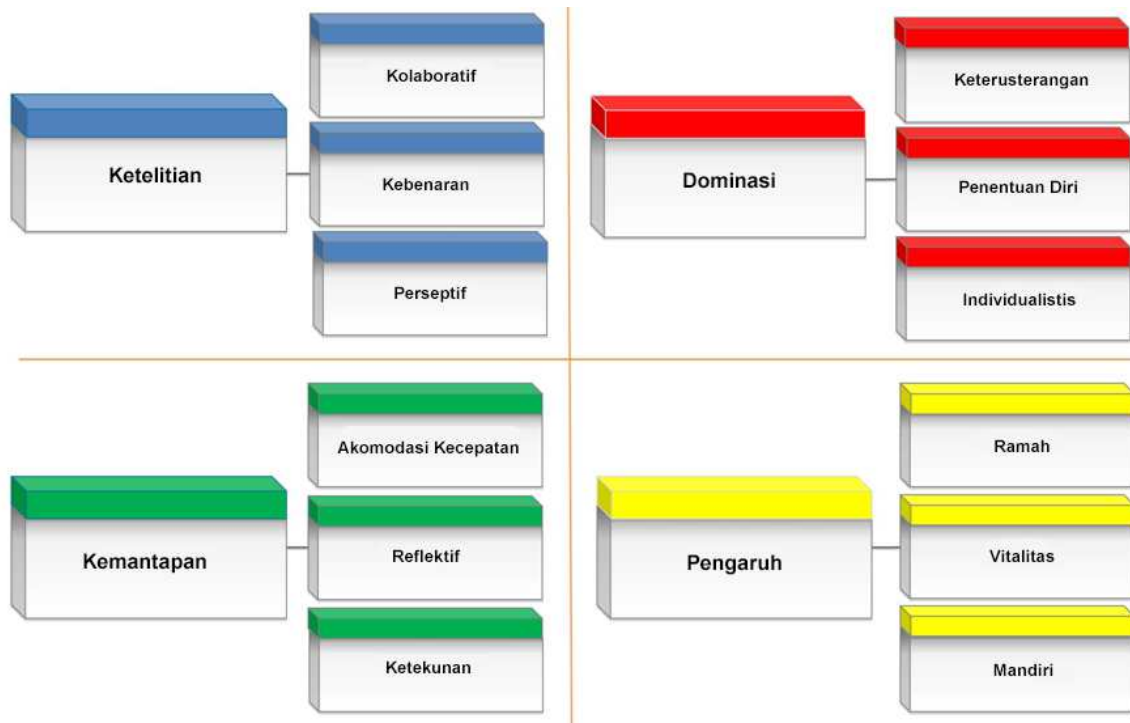 Ketelitian
Kolaboratif
Kebenaran
Perseptif
Dominasi
Keterusterangan
Penentuan Diri
Individualistis
Kemantapan
Akomodasi Kecepatan
Reflektif
Ketekunan
Pengaruh
Ramah
Vitalitas
Mandiri